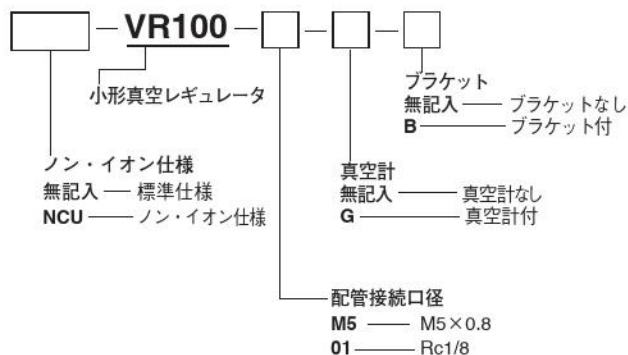 VR100
小形真空レギュレータ
ブラケット
無記入 ブラケットなし
B ブラケット付
ノン・イオン仕様
無記入 標準仕様
NCU ノン・イオン仕様
真空計
無記入 真空計なし
G 真空計付
配管接続口径
M5 M5×0.8
01 Rc1/8